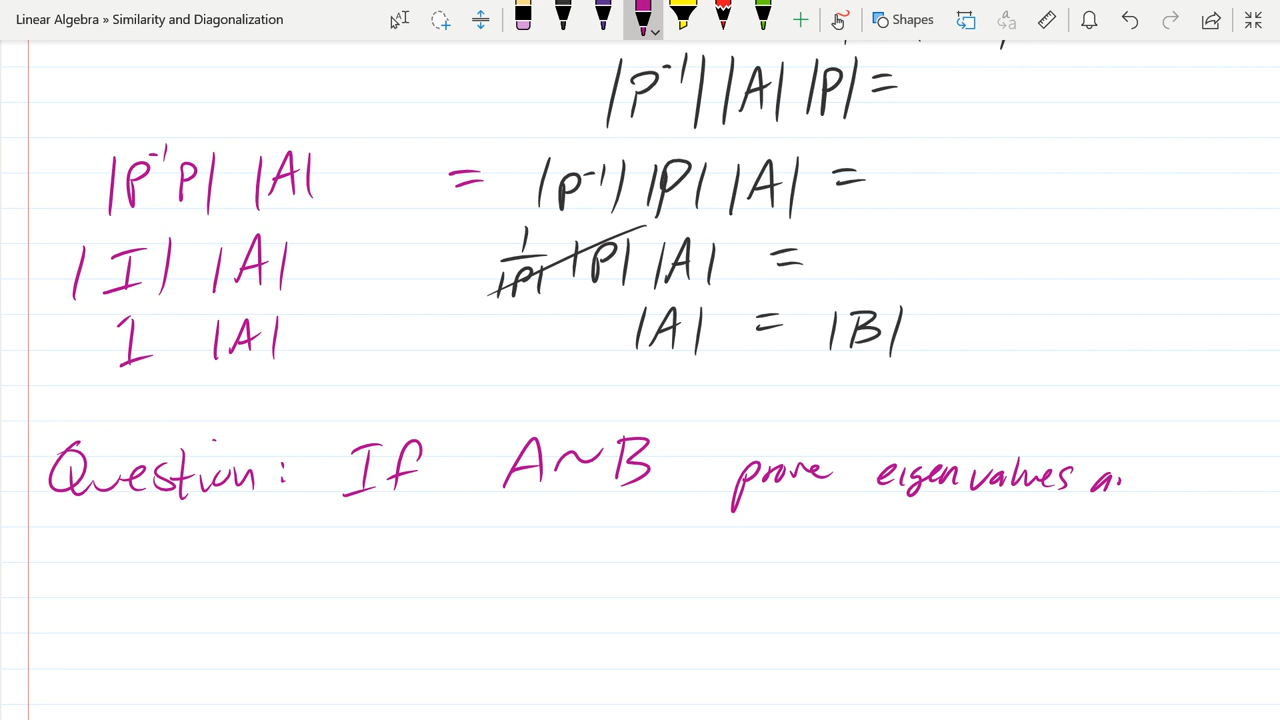 Linear Algebra » Similarity and Diagonalization
Shapes
|P⁻¹| |A| |P| =
|P⁻¹P| |A| = |P⁻¹| |P| |A| =
|I| |A| 1/|P| |P| |A| =
1 |A| |A| = |B|
Question: If A~B prove eigenvalues a